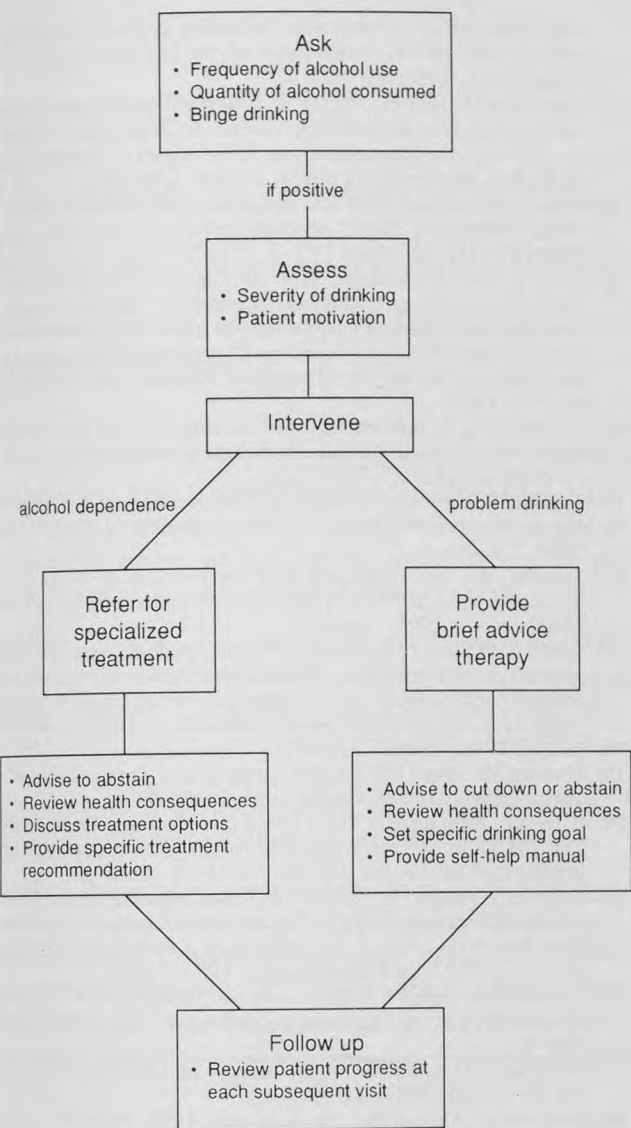 Ask
• Frequency of alcohol use
• Quantity of alcohol consumed
• Binge drinking
if positive
Assess
• Severity of drinking
• Patient motivation
Intervene
alcohol dependence
problem drinking
Refer for
specialized
treatment
Provide
brief advice
therapy
• Advise to abstain
• Review health consequences
• Discuss treatment options
• Provide specific treatment
recommendation
• Advise to cut down or abstain
• Review health consequences
• Set specific drinking goal
• Provide self-help manual
Follow up
• Review patient progress at
each subsequent visit